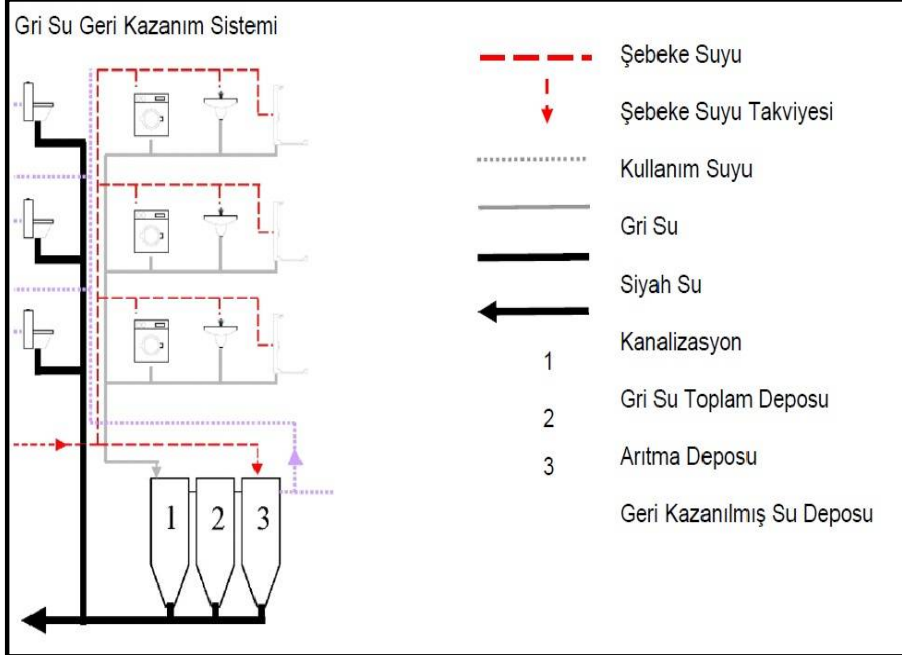 Gri Su Geri Kazanım Sistemi
Şebeke Suyu
Şebeke Suyu Takviyesi
Kullanım Suyu
Gri Su
Siyah Su
Kanalizasyon
1
Gri Su Toplam Deposu
2
Arıtma Deposu
3
Geri Kazanılmış Su Deposu
1 2 3